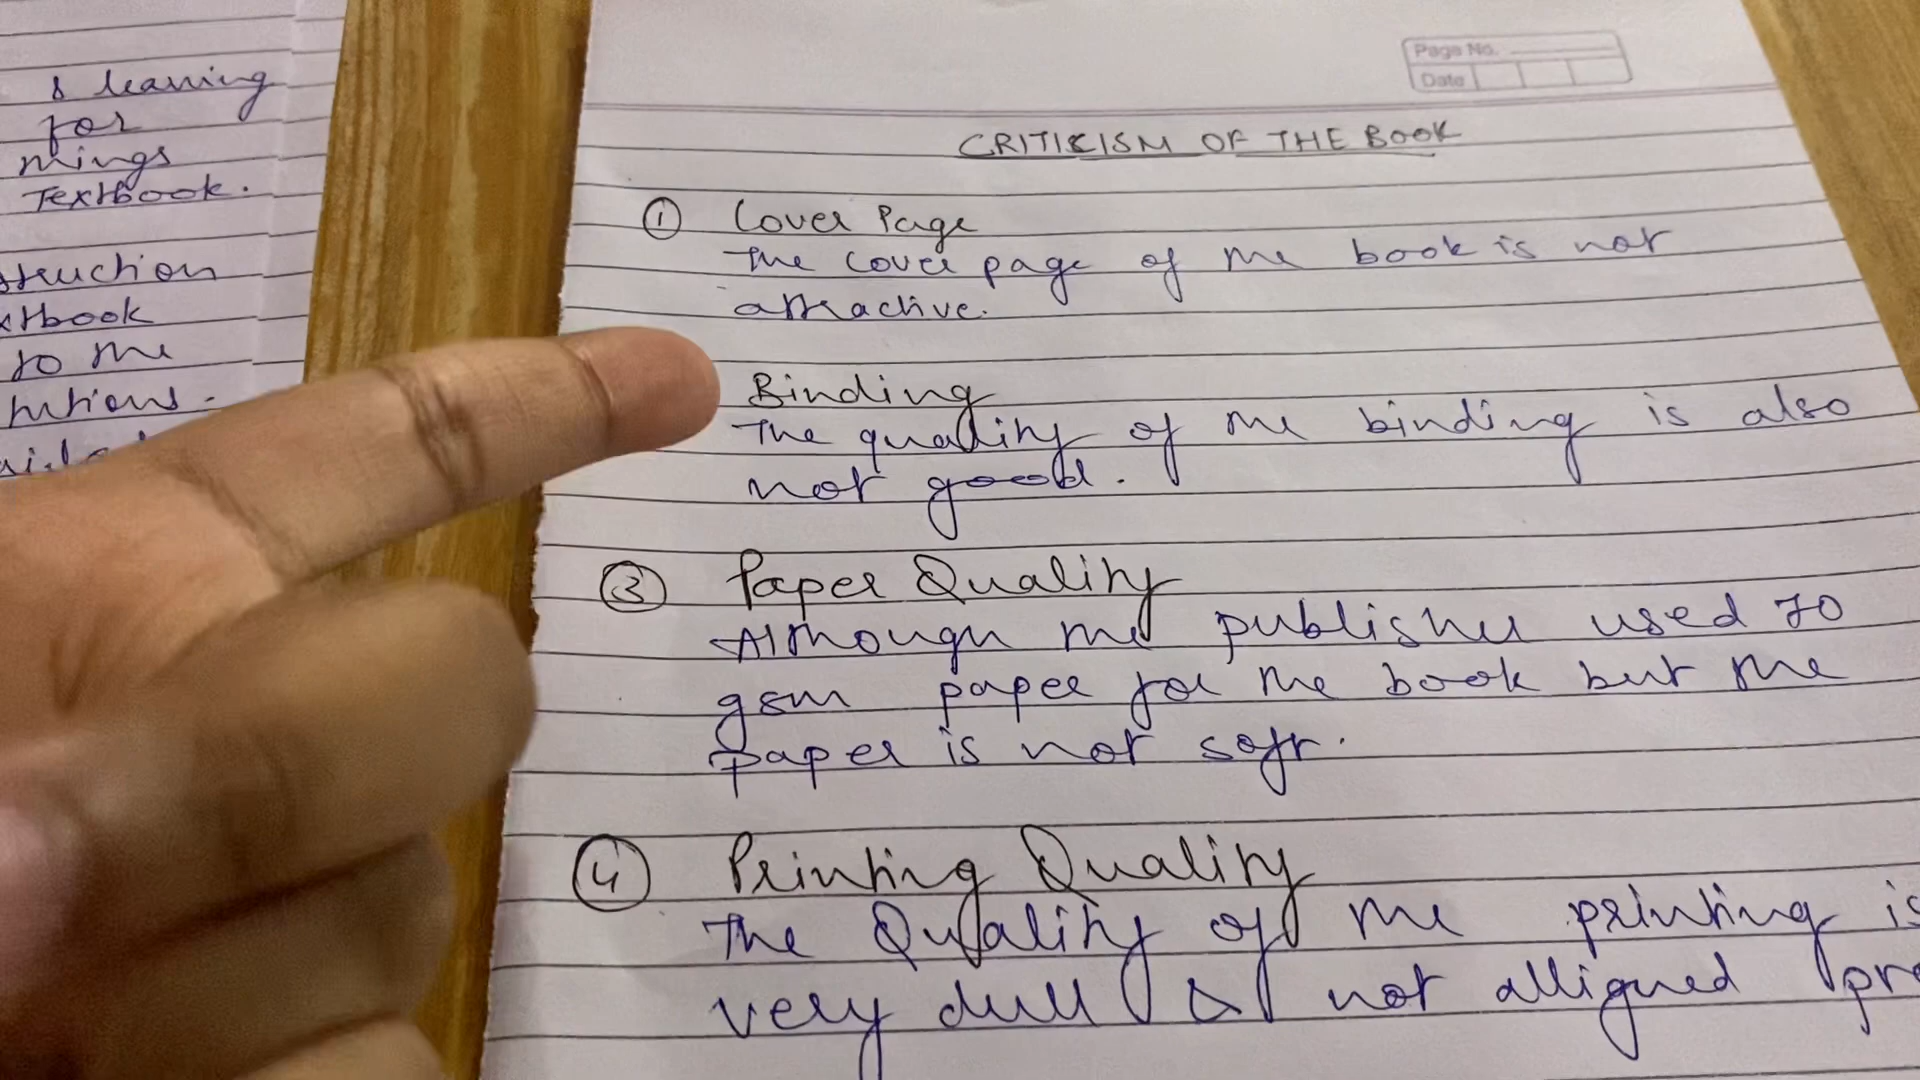 & learning
for
nnings
Textbook.
struction
xtbook
to the
tutions.
Page No.
Date
CRITICISM OF THE BOOK
① Cover Page
The cover page of the book is not
attractive.
Binding
The quality of the binding is also
not good.
③ Paper Quality
Although the publisher used 70
gsm paper for the book but the
paper is not soft.
④ Printing Quality
The Quality of the printing is
very dull & not alligned